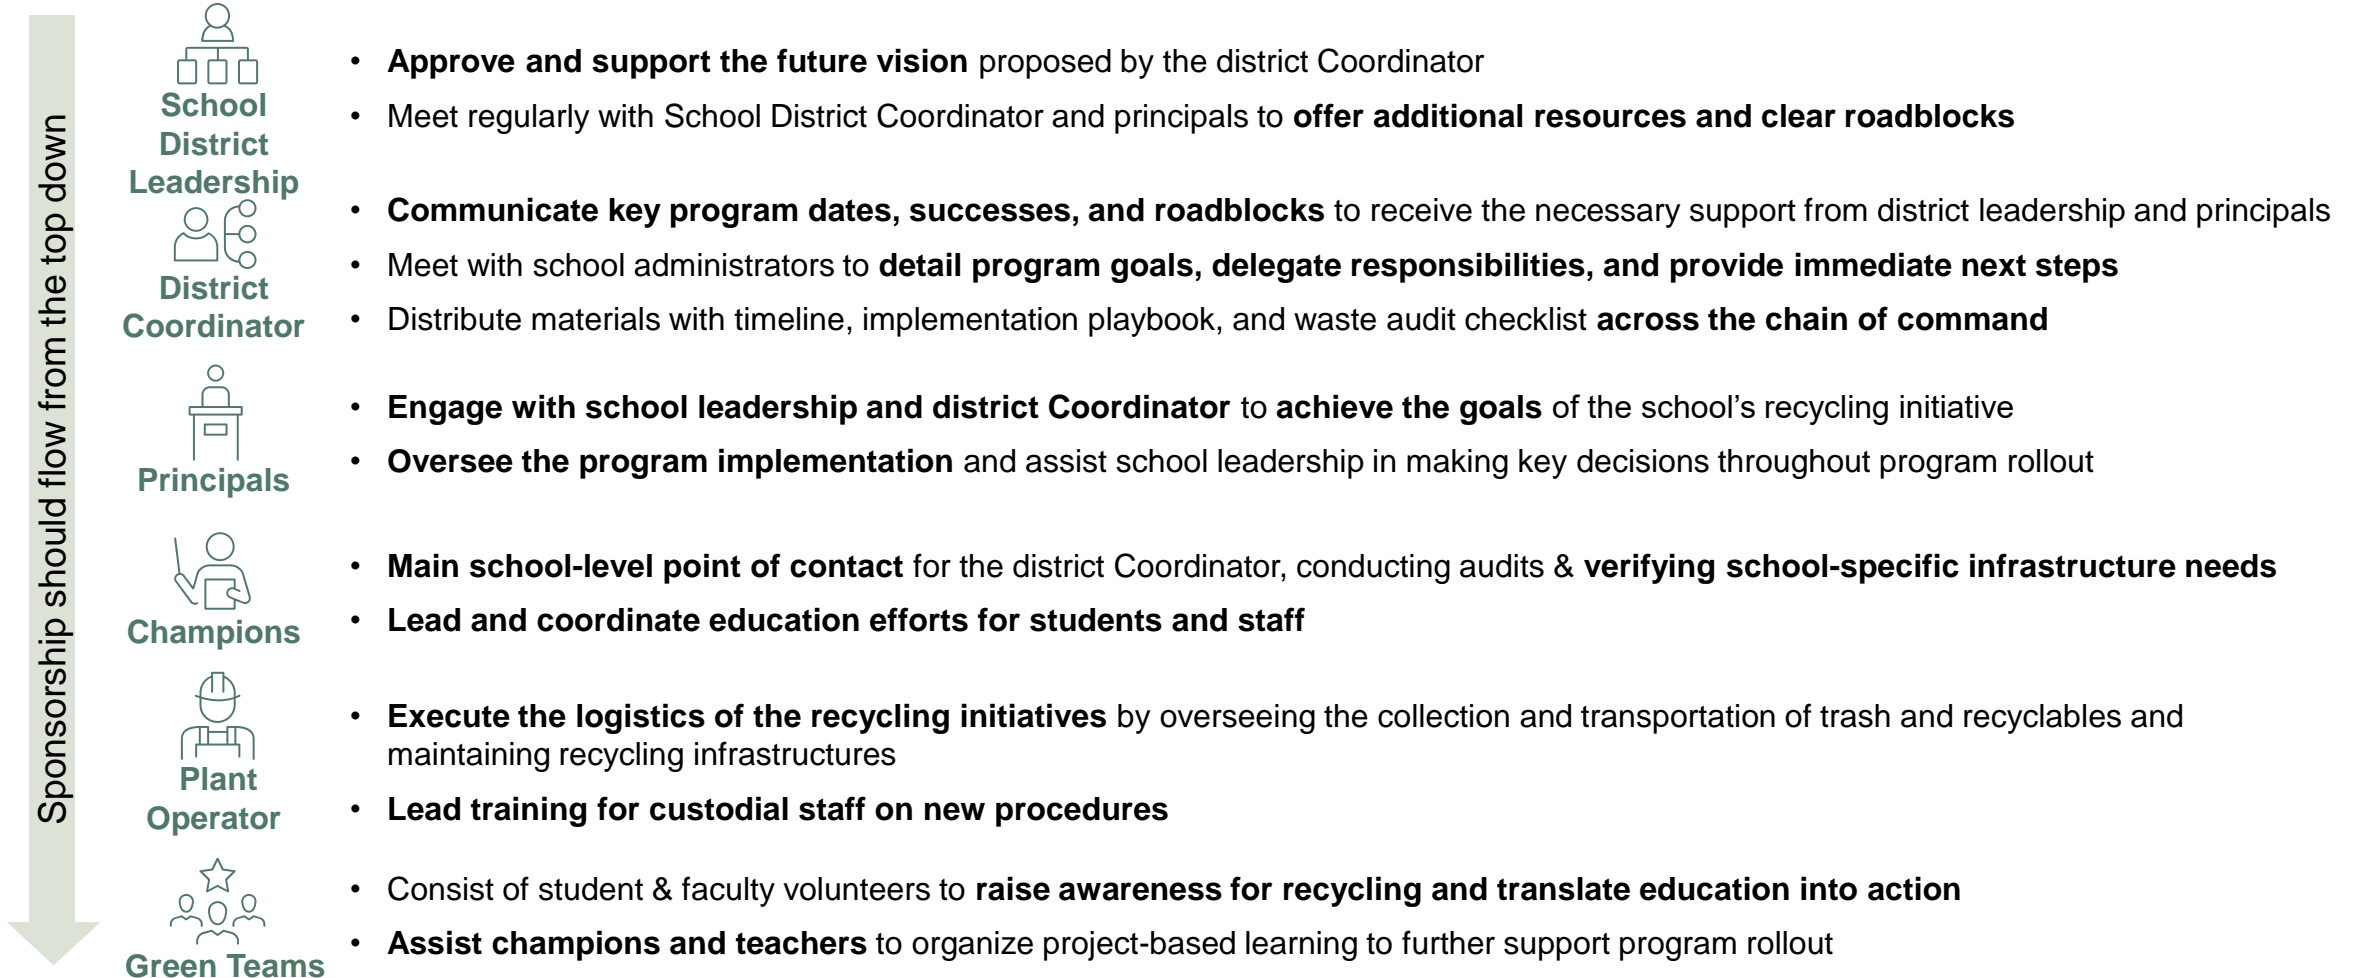 Sponsorship should flow from the top down
School
District
Leadership
• Approve and support the future vision proposed by the district Coordinator
• Meet regularly with School District Coordinator and principals to offer additional resources and clear roadblocks
District
Coordinator
• Communicate key program dates, successes, and roadblocks to receive the necessary support from district leadership and principals
• Meet with school administrators to detail program goals, delegate responsibilities, and provide immediate next steps
• Distribute materials with timeline, implementation playbook, and waste audit checklist across the chain of command
Principals
• Engage with school leadership and district Coordinator to achieve the goals of the school’s recycling initiative
• Oversee the program implementation and assist school leadership in making key decisions throughout program rollout
Champions
• Main school-level point of contact for the district Coordinator, conducting audits & verifying school-specific infrastructure needs
• Lead and coordinate education efforts for students and staff
Plant
Operator
• Execute the logistics of the recycling initiatives by overseeing the collection and transportation of trash and recyclables and
maintaining recycling infrastructures
• Lead training for custodial staff on new procedures
Green Teams
• Consist of student & faculty volunteers to raise awareness for recycling and translate education into action
• Assist champions and teachers to organize project-based learning to further support program rollout